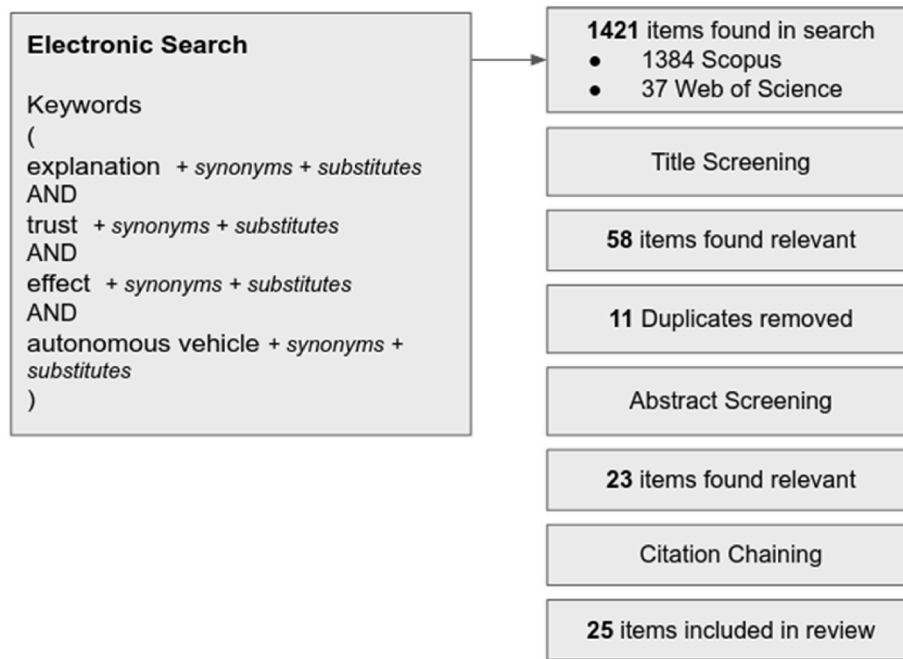 Electronic Search
Keywords
(
explanation + synonyms + substitutes
AND
trust + synonyms + substitutes
AND
effect + synonyms + substitutes
AND
autonomous vehicle + synonyms +
substitutes
)
1421 items found in search
● 1384 Scopus
● 37 Web of Science
Title Screening
58 items found relevant
11 Duplicates removed
Abstract Screening
23 items found relevant
Citation Chaining
25 items included in review